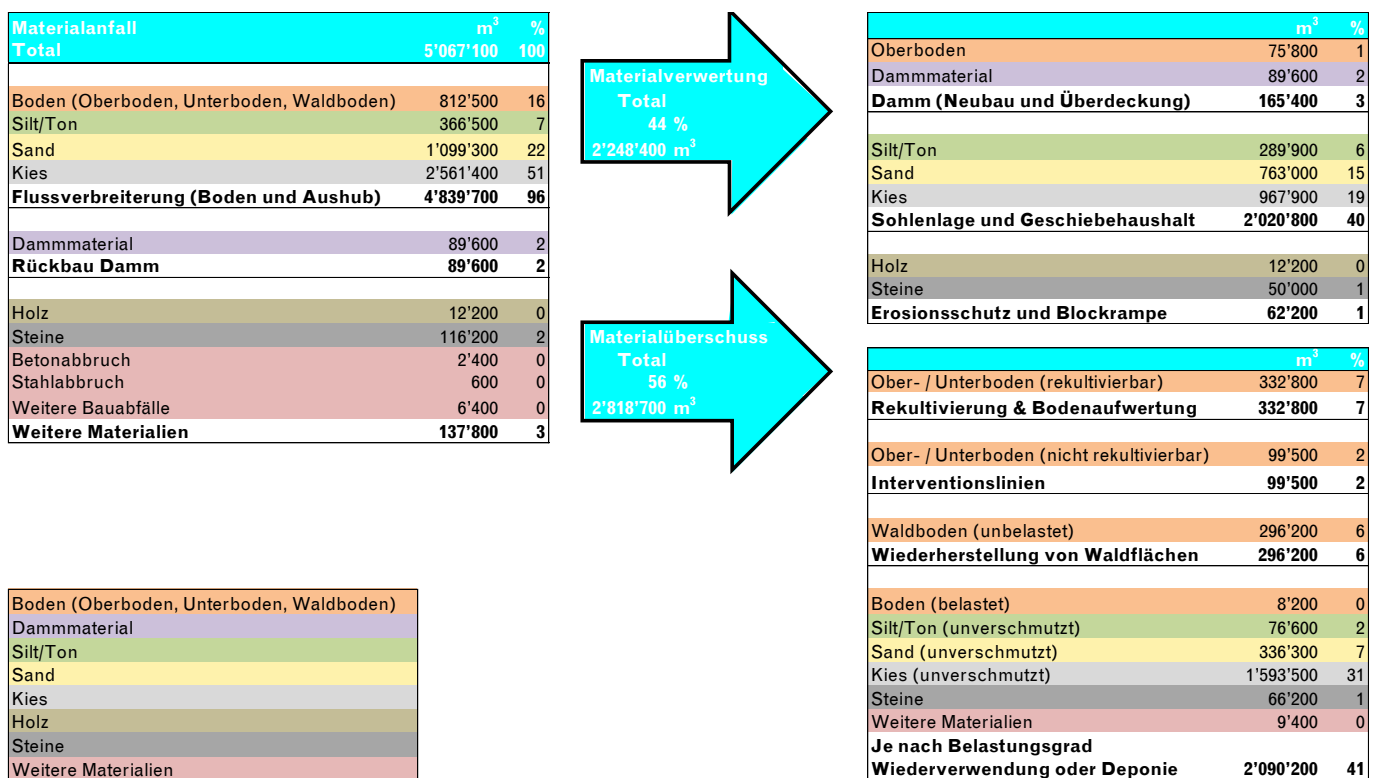 Materialanfall m³ %
Total 5'067'100 100
Boden (Oberboden, Unterboden, Waldboden) 812'500 16
Silt/Ton 366'500 7
Sand 1'099'300 22
Kies 2'561'400 51
Flussverbreiterung (Boden und Aushub) 4'839'700 96
Dammmaterial 89'600 2
Rückbau Damm 89'600 2
Holz 12'200 0
Steine 116'200 2
Betonabbruch 2'400 0
Stahlabbruch 600 0
Weitere Bauabfälle 6'400 0
Weitere Materialien 137'800 3
Boden (Oberboden, Unterboden, Waldboden)
Dammmaterial
Silt/Ton
Sand
Kies
Holz
Steine
Weitere Materialien
Materialverwertung
Total
44 %
2'248'400 m³
Materialüberschuss
Total
56 %
2'818'700 m³
m³ %
Oberboden 75'800 1
Dammmaterial 89'600 2
Damm (Neubau und Überdeckung) 165'400 3
Silt/Ton 289'900 6
Sand 763'000 15
Kies 967'900 19
Sohlenlage und Geschiebehaushalt 2'020'800 40
Holz 12'200 0
Steine 50'000 1
Erosionsschutz und Blockrampe 62'200 1
m³ %
Ober- / Unterboden (rekultivierbar) 332'800 7
Rekultivierung & Bodenaufwertung 332'800 7
Ober- / Unterboden (nicht rekultivierbar) 99'500 2
Interventionslinien 99'500 2
Waldboden (unbelastet) 296'200 6
Wiederherstellung von Waldflächen 296'200 6
Boden (belastet) 8'200 0
Silt/Ton (unverschmutzt) 76'600 2
Sand (unverschmutzt) 336'300 7
Kies (unverschmutzt) 1'593'500 31
Steine 66'200 1
Weitere Materialien 9'400 0
Je nach Belastungsgrad
Wiederverwendung oder Deponie 2'090'200 41